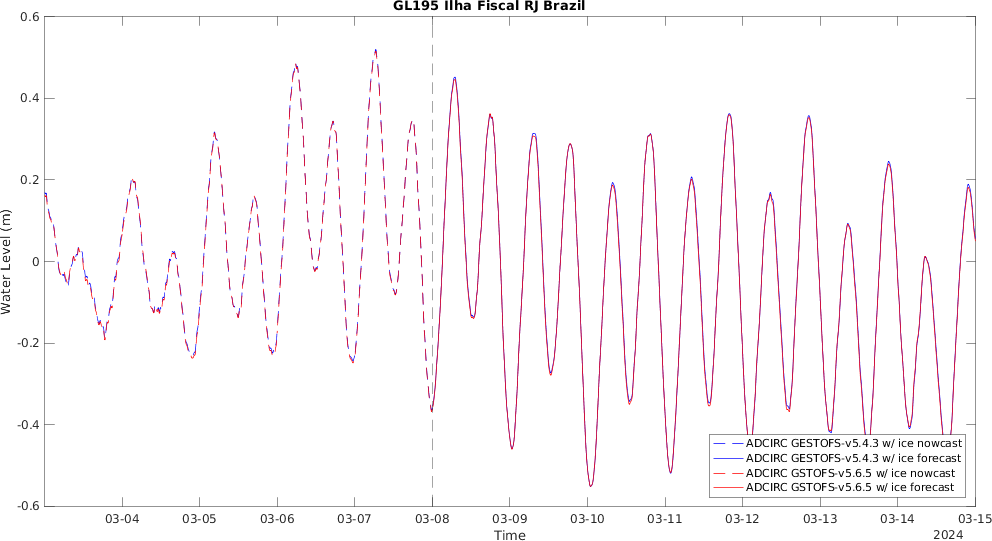 GL195 Ilha Fiscal RJ Brazil
0.6
0.4
0.2
0
-0.2
-0.4
-0.6
Water Level (m)
ADCIRC GESTOFS-v5.4.3 w/ ice nowcast
ADCIRC GESTOFS-v5.4.3 w/ ice forecast
ADCIRC GSTOFS-v5.6.5 w/ ice nowcast
ADCIRC GSTOFS-v5.6.5 w/ ice forecast
03-04 03-05 03-06 03-07 03-08 03-09 03-10 03-11 03-12 03-13 03-14 03-15
Time
2024